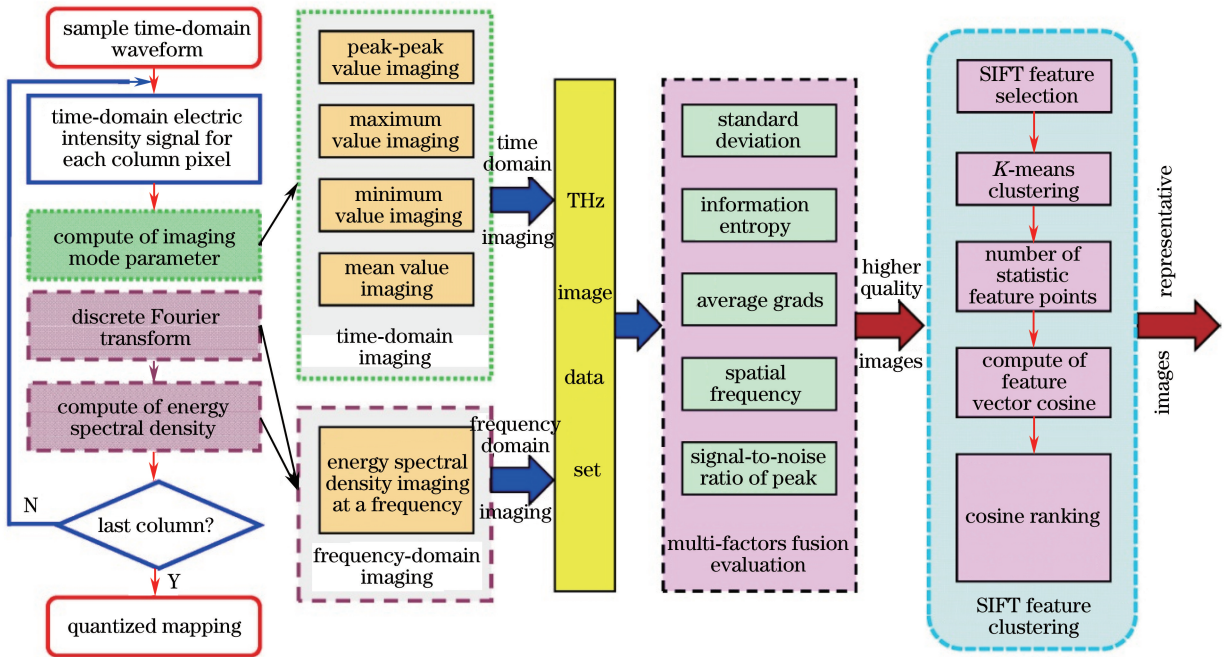 sample time-domain
waveform
time-domain electric
intensity signal for
each column pixel
compute of imaging
mode parameter
discrete Fourier
transform
compute of energy
spectral density
N
last column?
Y
quantized mapping
peak-peak
value imaging
maximum
value imaging
minimum
value imaging
mean value
imaging
time-domain
imaging
energy spectral
density imaging
at a frequency
frequency-domain
imaging
time
domain
imaging
frequency
domain
imaging
THz
image
data
set
standard
deviation
information
entropy
average grads
spatial
frequency
signal-to-noise
ratio of peak
multi-factors fusion
evaluation
higher
quality
images
SIFT feature
selection
K-means
clustering
number of
statistic
feature points
compute of
feature
vector cosine
cosine ranking
SIFT feature
clustering
representative
images